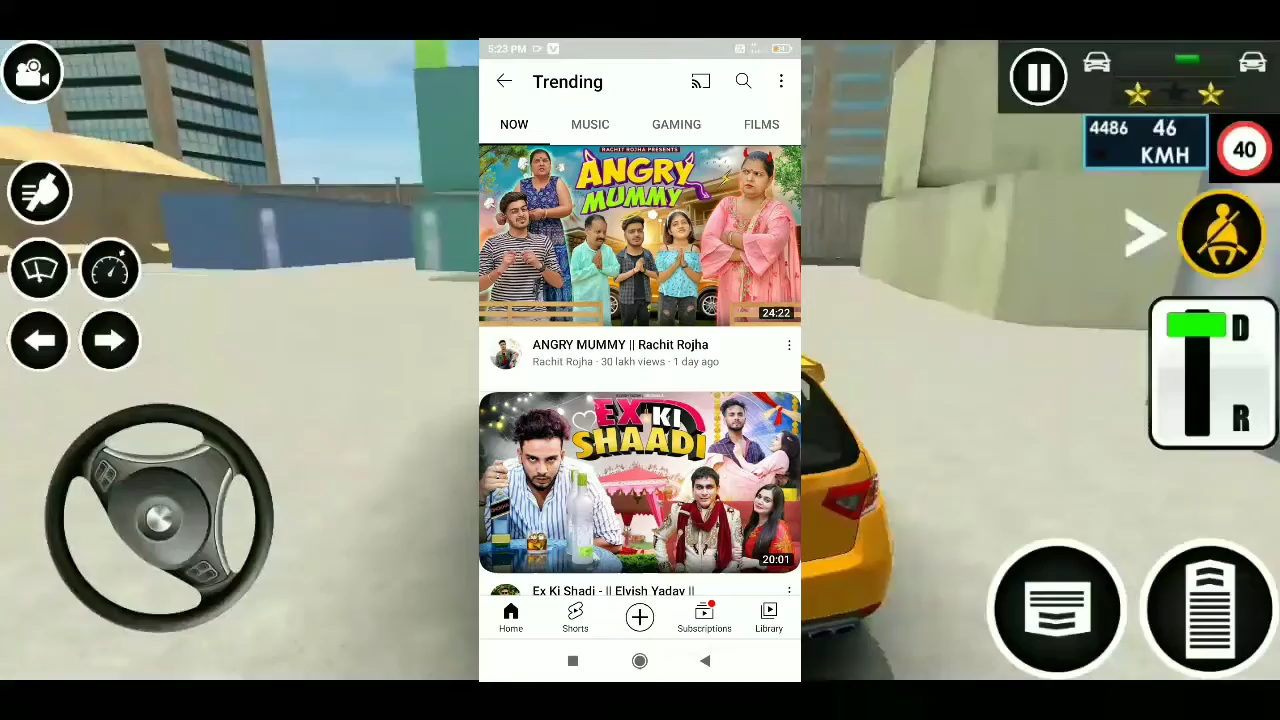 5:23 PM
Trending
NOW MUSIC GAMING FILMS
RACHIT ROJHA PRESENTS
ANGRY
MUMMY
24:22
ANGRY MUMMY || Rachit Rojha
Rachit Rojha · 30 lakh views · 1 day ago
EX KI
SHAADI
20:01
Ex Ki Shadi - || Elvish Yadav ||
Home Shorts Subscriptions Library
4486 46
KMH
40
D
R